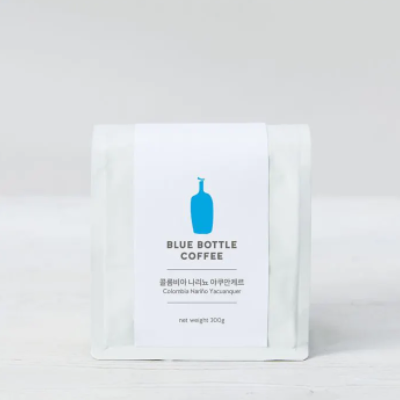 BLUE BOTTLE
COFFEE
콜롬비아 나리뇨 야쿠안케르
Colombia Nariño Yacuanquer
net weight 200g